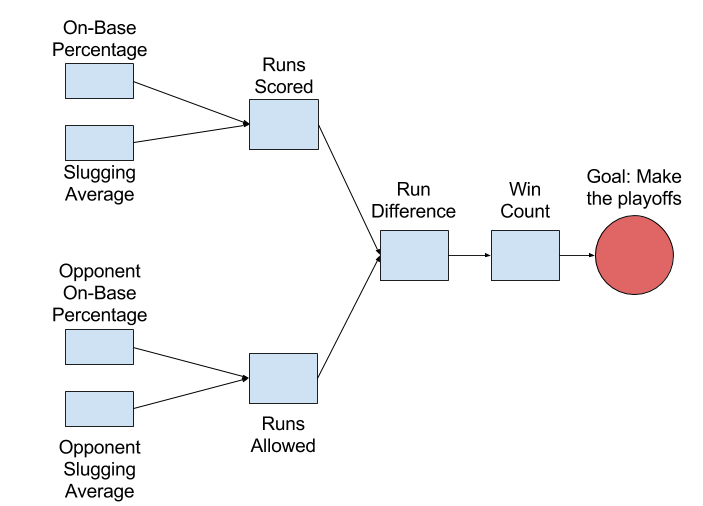 On-Base
Percentage
Slugging
Average
Runs
Scored
Opponent
On-Base
Percentage
Opponent
Slugging
Average
Runs
Allowed
Run
Difference
Win
Count
Goal: Make
the playoffs